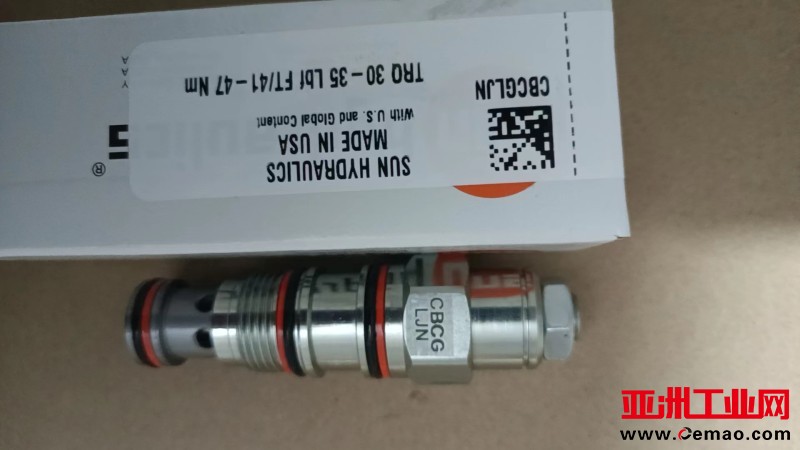 SUN HYDRAULICS
MADE IN USA
With U.S. and Global Content
TRQ 30-35 Lbf FT/41-47 Nm
CBCGLJN
®
CBCG
LJN
亚洲工业网
www.Cemao.com